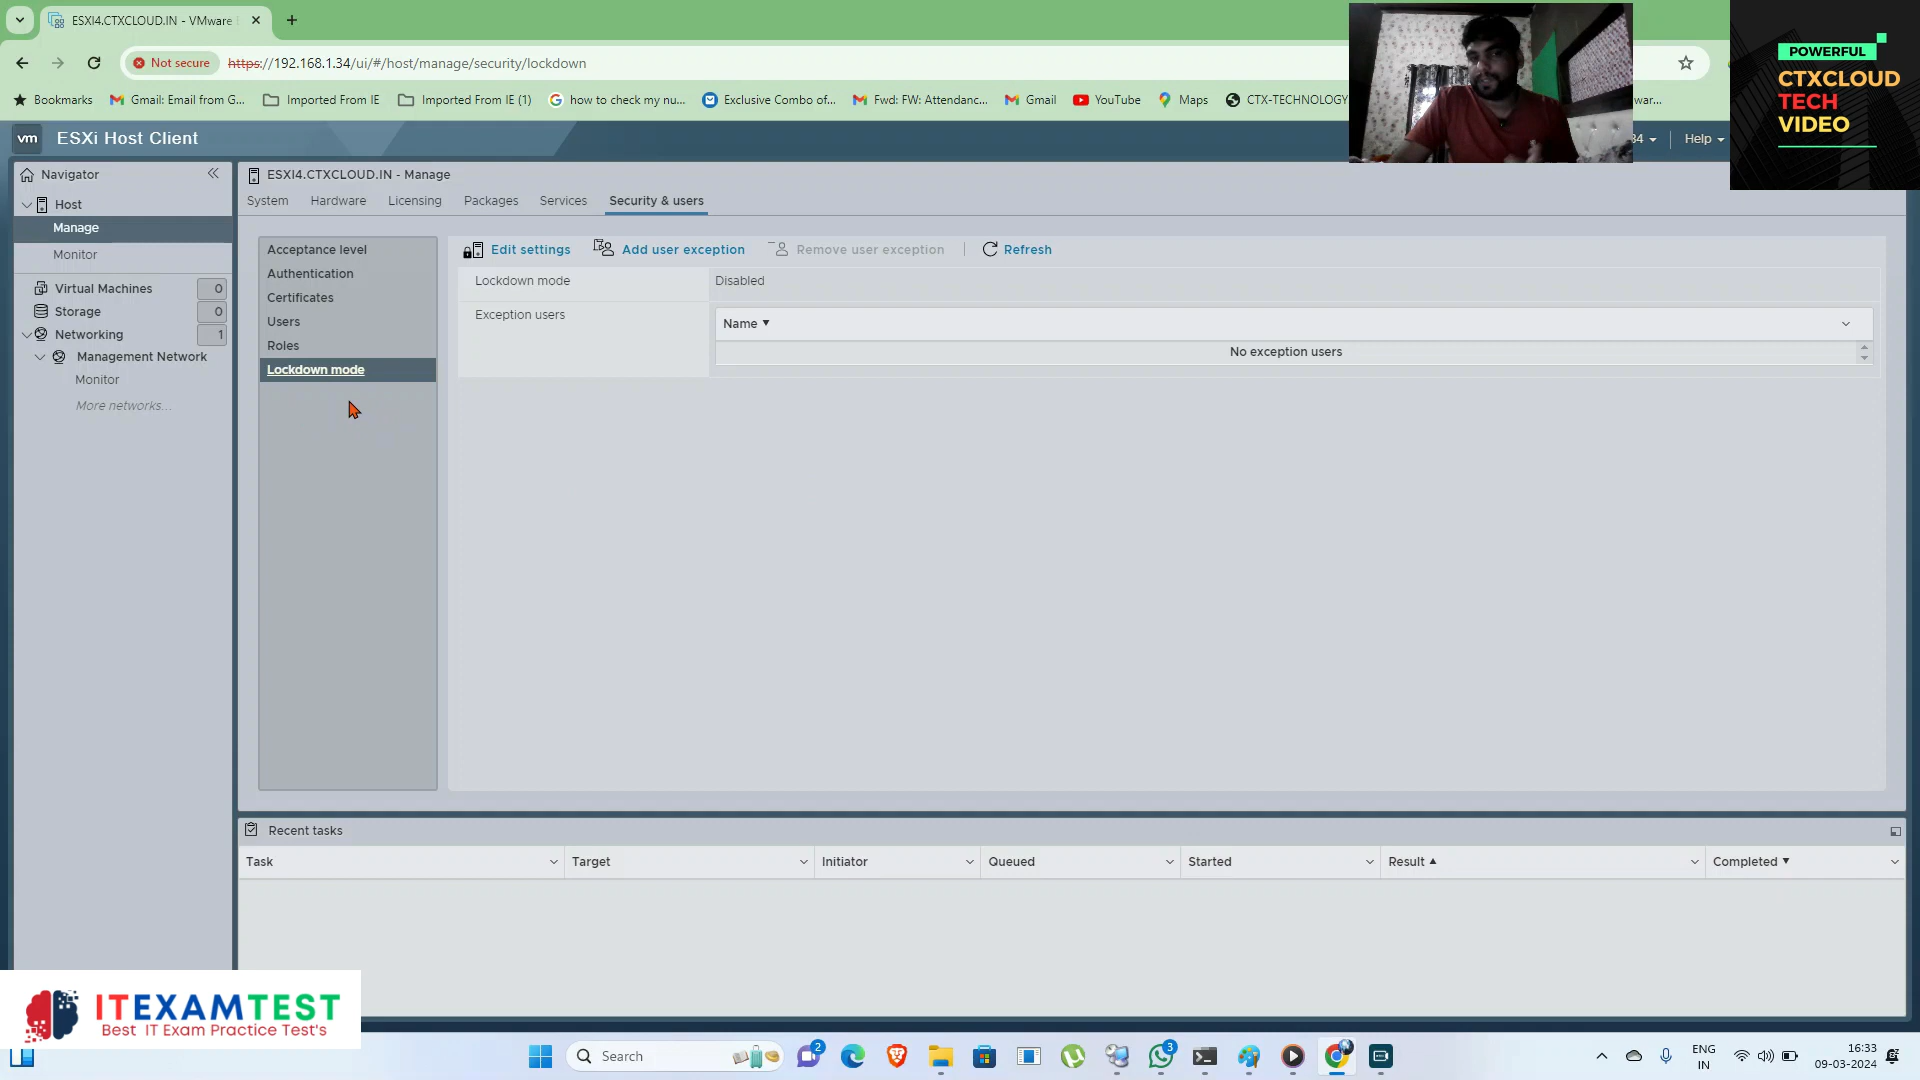 ESXI4.CTXCLOUD.IN - VMware
Not secure
https://192.168.1.34/ui/#/host/manage/security/lockdown
Bookmarks
Gmail: Email from G...
Imported From IE
Imported From IE (1)
how to check my nu...
Exclusive Combo of...
Fwd: FW: Attendanc...
Gmail
YouTube
Maps
CTX-TECHNOLOGY
POWERFUL
CTXCLOUD
TECH
VIDEO
vm
ESXi Host Client
Help
Navigator
Host
Manage
Monitor
Virtual Machines 0
Storage 0
Networking 1
Management Network
Monitor
More networks...
ESXI4.CTXCLOUD.IN - Manage
System
Hardware
Licensing
Packages
Services
Security & users
Acceptance level
Authentication
Certificates
Users
Roles
Lockdown mode
Edit settings
Add user exception
Remove user exception
Refresh
Lockdown mode
Disabled
Exception users
Name
No exception users
Recent tasks
Task
Target
Initiator
Queued
Started
Result
Completed
ITEXAMTEST
Best IT Exam Practice Test's
Search
2
3
ENG
IN
16:33
09-03-2024